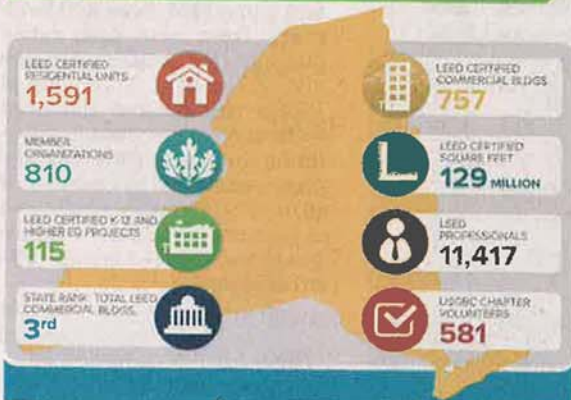 LEED CERTIFIED
RESIDENTIAL UNITS
1,591
MEMBER
ORGANIZATIONS
810
LEED CERTIFIED K-12 AND
HIGHER ED PROJECTS
115
STATE RANK: TOTAL LEED
COMMERCIAL BLDGS.
3rd
LEED CERTIFIED
COMMERCIAL BLDGS
757
LEED CERTIFIED
SQUARE FEET
129 MILLION
LEED
PROFESSIONALS
11,417
USGBC CHAPTER
VOLUNTEERS
581